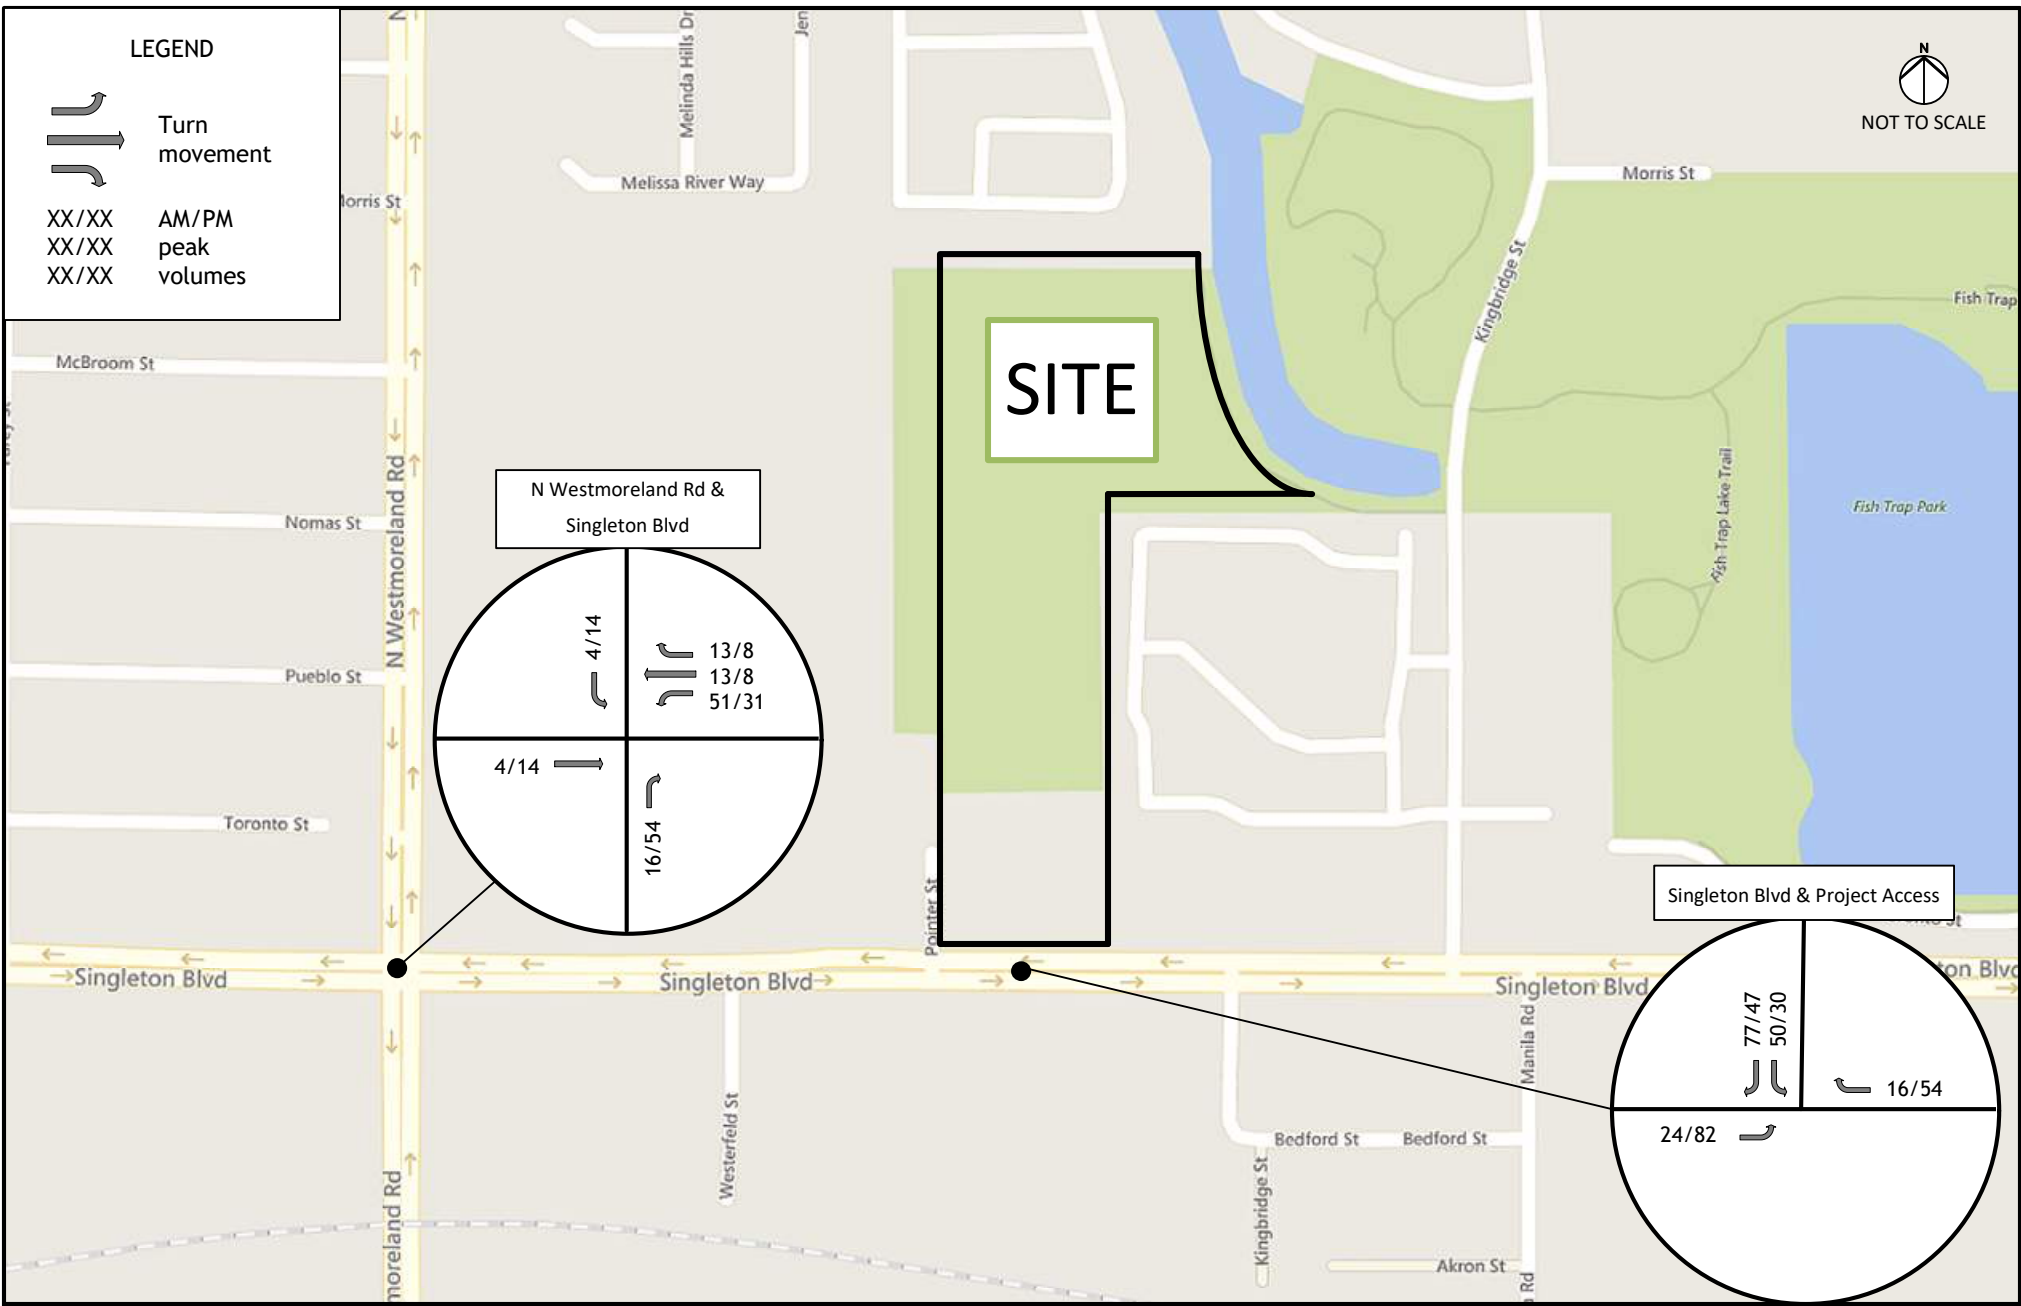 LEGEND
Turn
movement
XX/XX AM/PM
XX/XX peak
XX/XX volumes
N
NOT TO SCALE
Melinda Hills Dr
Jen
Melissa River Way
Morris St
Morris St
Kingbridge St
Fish Trap
McBroom St
SITE
N Westmoreland Rd
Fish Trap Lake Trail
Fish Trap Park
N Westmoreland Rd &
Singleton Blvd
Nomas St
4/14
13/8
13/8
51/31
Pueblo St
4/14
16/54
Toronto St
Pointer St
Singleton Blvd & Project Access
Singleton Blvd
Singleton Blvd
Singleton Blvd
ton Blvd
77/47
50/30
16/54
24/82
Manila Rd
Westerfeld St
Bedford St
Bedford St
Kingbridge St
moreland Rd
Akron St
Rd